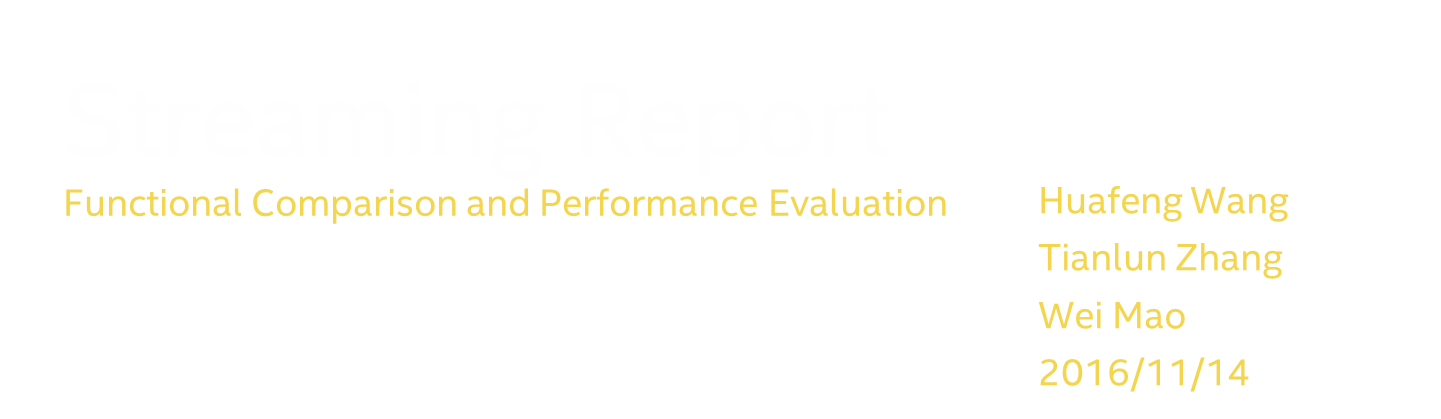 Streaming Report
Functional Comparison and Performance Evaluation
Huafeng Wang
Tianlun Zhang
Wei Mao
2016/11/14